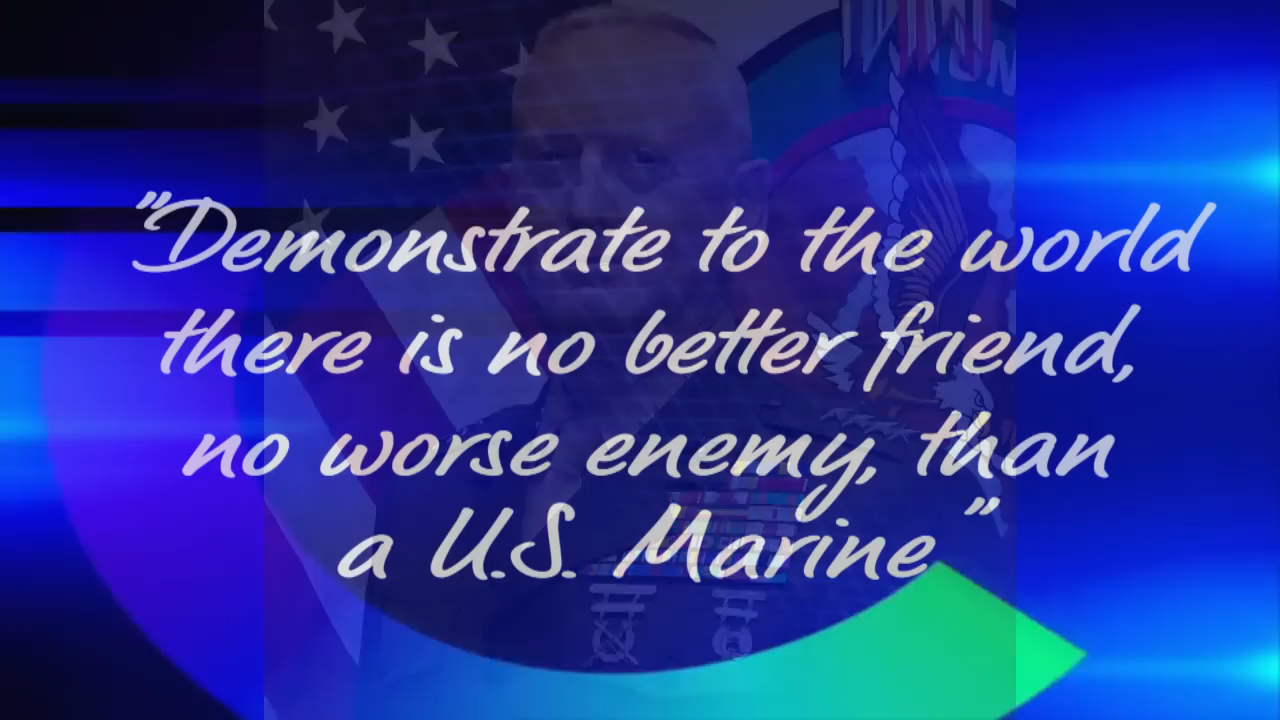 "Demonstrate to the world
there is no better friend,
no worse enemy, than
a U.S. Marine"